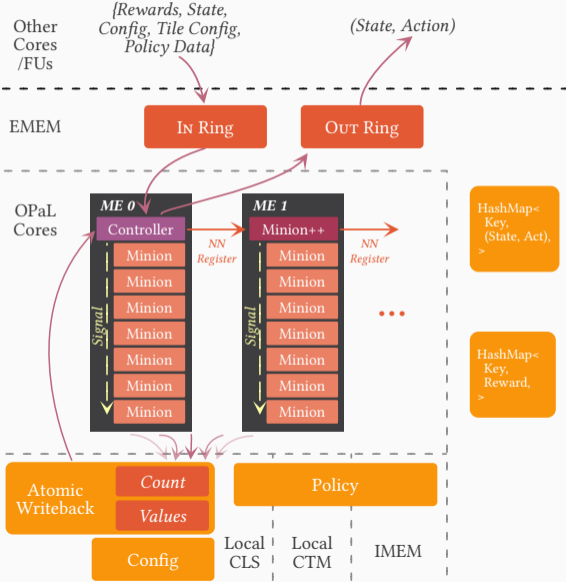 Other
Cores
/FUs
{Rewards, State,
Config, Tile Config,
Policy Data}
(State, Action)
EMEM
IN Ring
OUT Ring
OPaL
Cores
ME 0
Controller
Minion
Minion
Minion
Minion
Minion
Minion
Minion
Signal
NN
Register
ME 1
Minion++
Minion
Minion
Minion
Minion
Minion
Minion
Minion
Signal
NN
Register
...
HashMap<
Key,
(State, Act),
>
HashMap<
Key,
Reward,
>
Atomic
Writeback
Count
Values
Config
Policy
Local
CLS
Local
CTM
IMEM